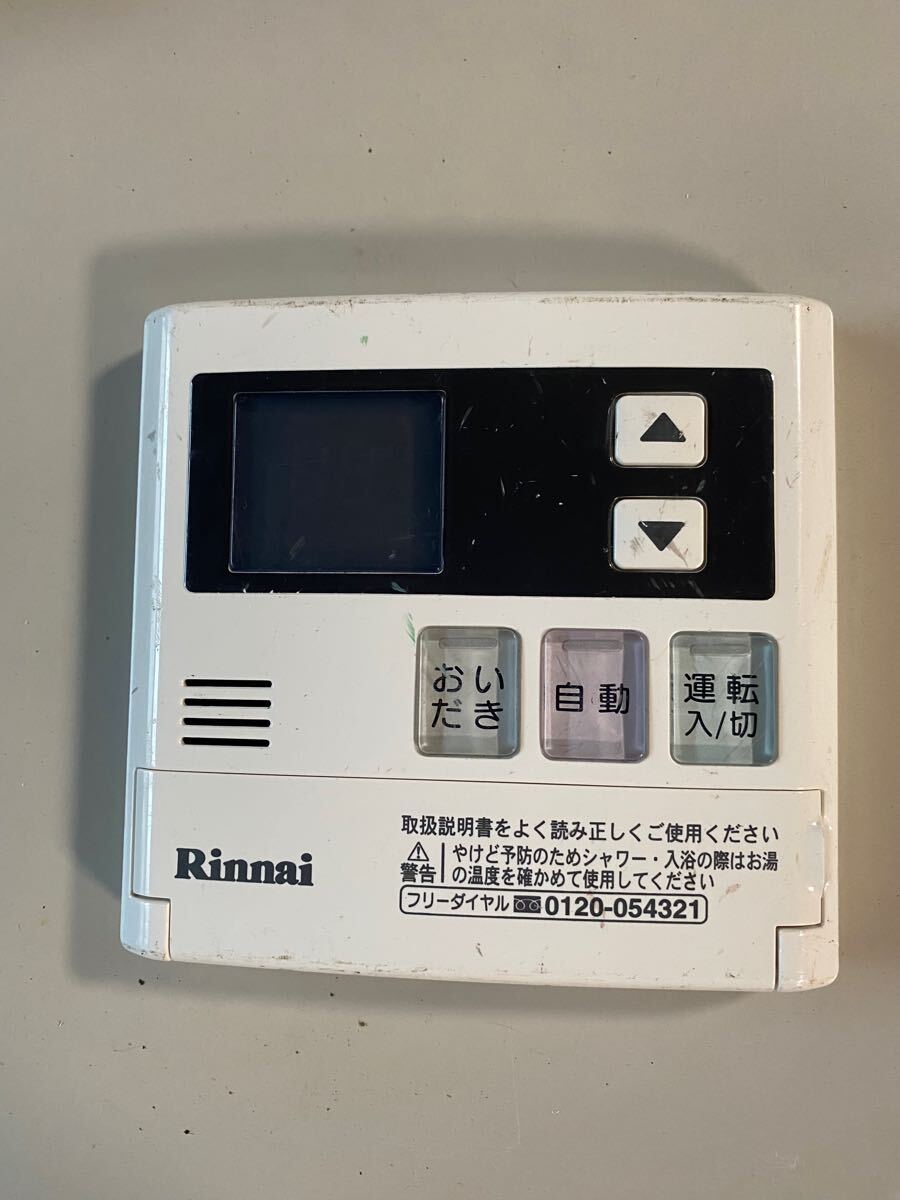 おい
だき
自動
運転
入/切
Rinnai
取扱説明書をよく読み正しくご使用ください
警告
やけど予防のためシャワー・入浴の際はお湯
の温度を確かめて使用してください
フリーダイヤル 0120-054321